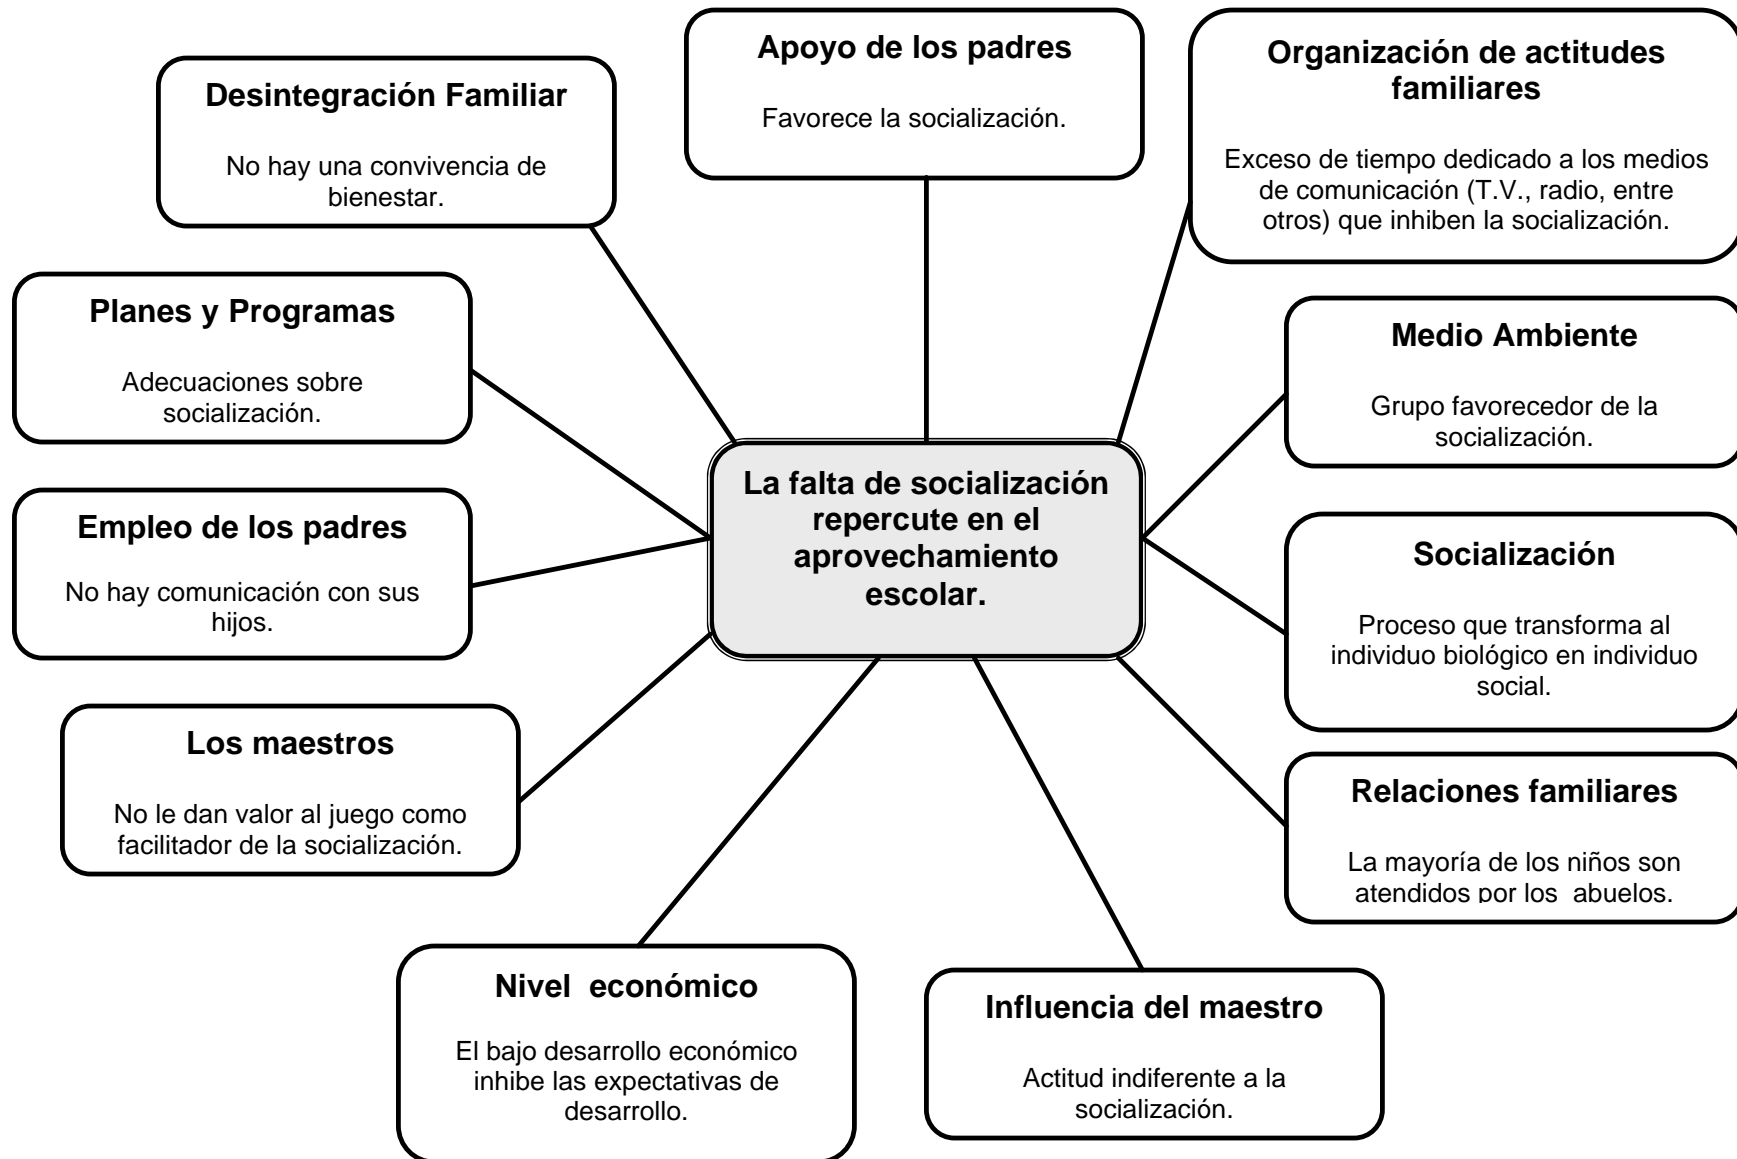 Apoyo de los padres
Favorece la socialización.
Organización de actitudes
familiares
Exceso de tiempo dedicado a los medios
de comunicación (T.V., radio, entre
otros) que inhiben la socialización.
Desintegración Familiar
No hay una convivencia de
bienestar.
Planes y Programas
Adecuaciones sobre
socialización.
Medio Ambiente
Grupo favorecedor de la
socialización.
La falta de socialización
repercute en el
aprovechamiento
escolar.
Empleo de los padres
No hay comunicación con sus
hijos.
Socialización
Proceso que transforma al
individuo biológico en individuo
social.
Los maestros
No le dan valor al juego como
facilitador de la socialización.
Relaciones familiares
La mayoría de los niños son
atendidos por los  abuelos.
Nivel  económico
El bajo desarrollo económico
inhibe las expectativas de
desarrollo.
Influencia del maestro
Actitud indiferente a la
socialización.